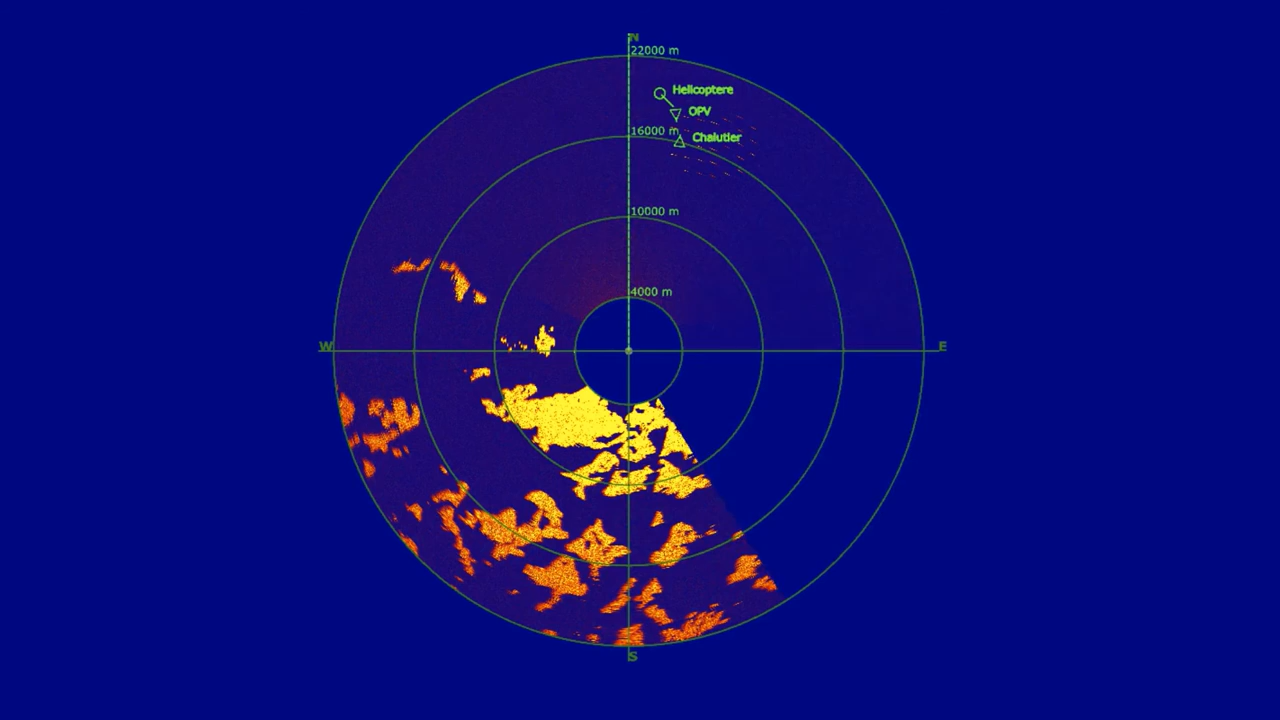 N
22000 m
Helicoptere
OPV
16000 m
Chalutier
10000 m
4000 m
W
E
S